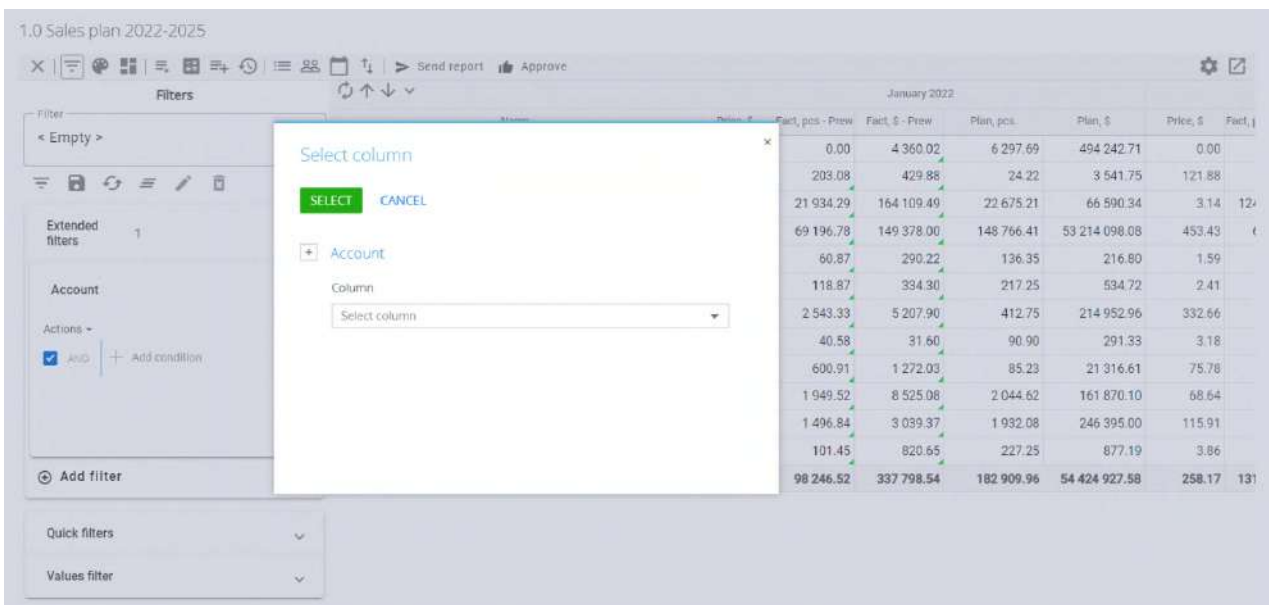 1.0 Sales plan 2022-2025
Send report Approve
Filters
January 2022
Filter
< Empty >
Name Price, $ Fact, pcs - Prew Fact, $ - Prew Plan, pcs. Plan, $ Price, $ Fact, p
Select column
×
SELECT CANCEL
Extended filters 1
+ Account
Column
Select column
Account
Actions
AND + Add condition
Add filter
Quick filters
Values filter
0.00 4 360.02 6 297.69 494 242.71 0.00
203.08 429.88 24.22 3 541.75 121.88
21 934.29 164 109.49 22 675.21 66 590.34 3.14 124
69 196.78 149 378.00 148 766.41 53 214 098.08 453.43
60.87 290.22 136.35 216.80 1.59
118.87 334.30 217.25 534.72 2.41
2 543.33 5 207.90 412.75 214 952.96 332.66
40.58 31.60 90.90 291.33 3.18
600.91 1 272.03 85.23 21 316.61 75.78
1 949.52 8 525.08 2 044.62 161 870.10 68.64
1 496.84 3 039.37 1 932.08 246 395.00 115.91
101.45 820.65 227.25 877.19 3.86
98 246.52 337 798.54 182 909.96 54 424 927.58 258.17 131